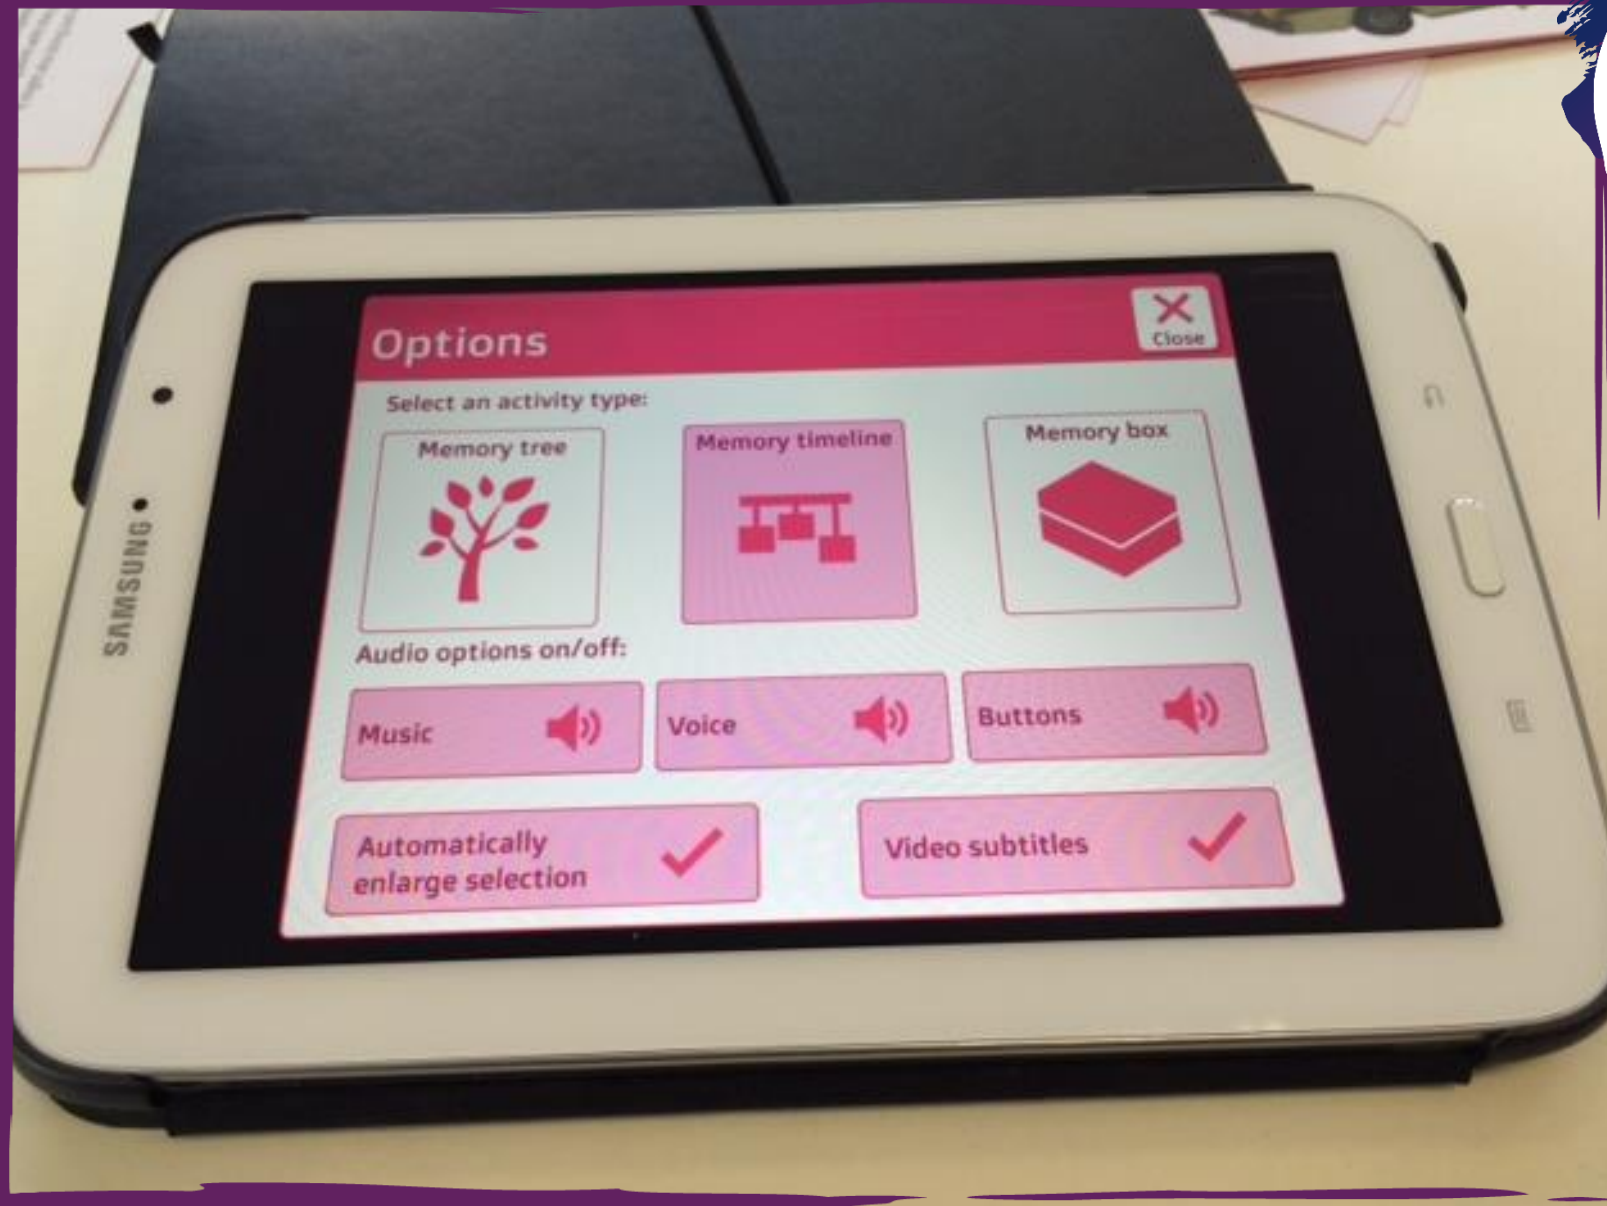 Options
Close
Select an activity type:
Memory tree
Memory timeline
Memory box
Audio options on/off:
Music
Voice
Buttons
Automatically
enlarge selection
Video subtitles
SAMSUNG